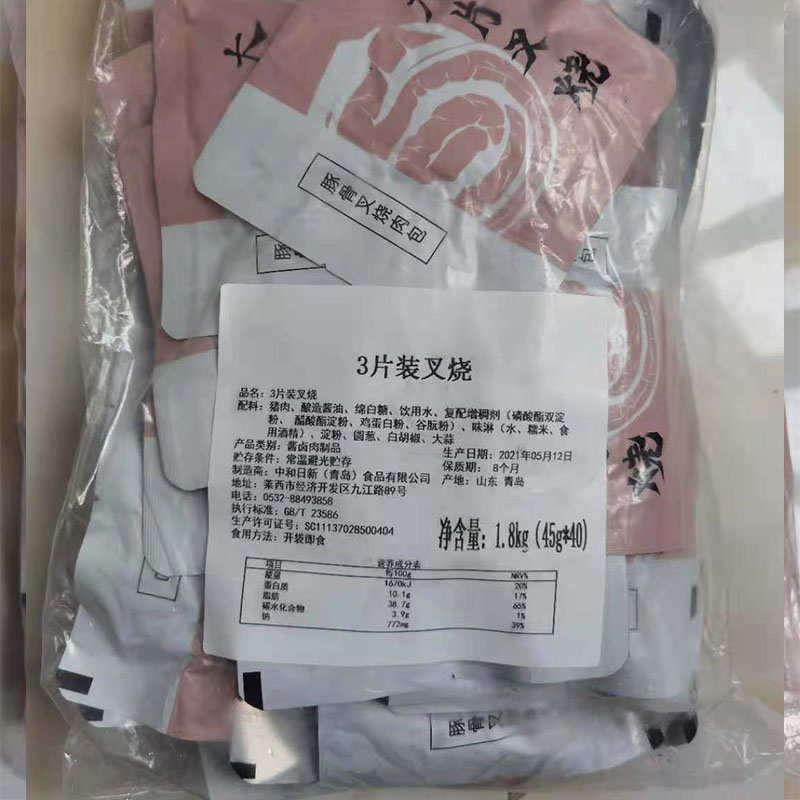 大片叉烧
大
豚骨叉烧肉包
豚
包
3片装叉烧
品名：3片装叉烧
配料：猪肉、酿造酱油、绵白糖、饮用水、复配增稠剂（磷酸酯双淀
粉、 醋酸酯淀粉、鸡蛋白粉、谷朊粉）、味淋（水、糯米、食
用酒精）、淀粉、圆葱、白胡椒、大蒜
产品类别：酱卤肉制品 生产日期：2021年05月12日
贮存条件：常温避光贮存 保质期： 8个月
制造商：中和日新（青岛）食品有限公司 产地：山东 青岛
地址：莱西市经济开发区九江路89号
电话：0532-88493858
执行标准：GB/T 23586
生产许可证号：SC11137028500404
食用方法：开袋即食
净含量：1.8kg（45g*40）
营养成分表
项目 每100g NRV%
能量 1670kJ 20%
蛋白质 10.1g 17%
脂肪 38.7g 65%
碳水化合物 3.9g 1%
钠 772mg 39%
烧
豚骨叉